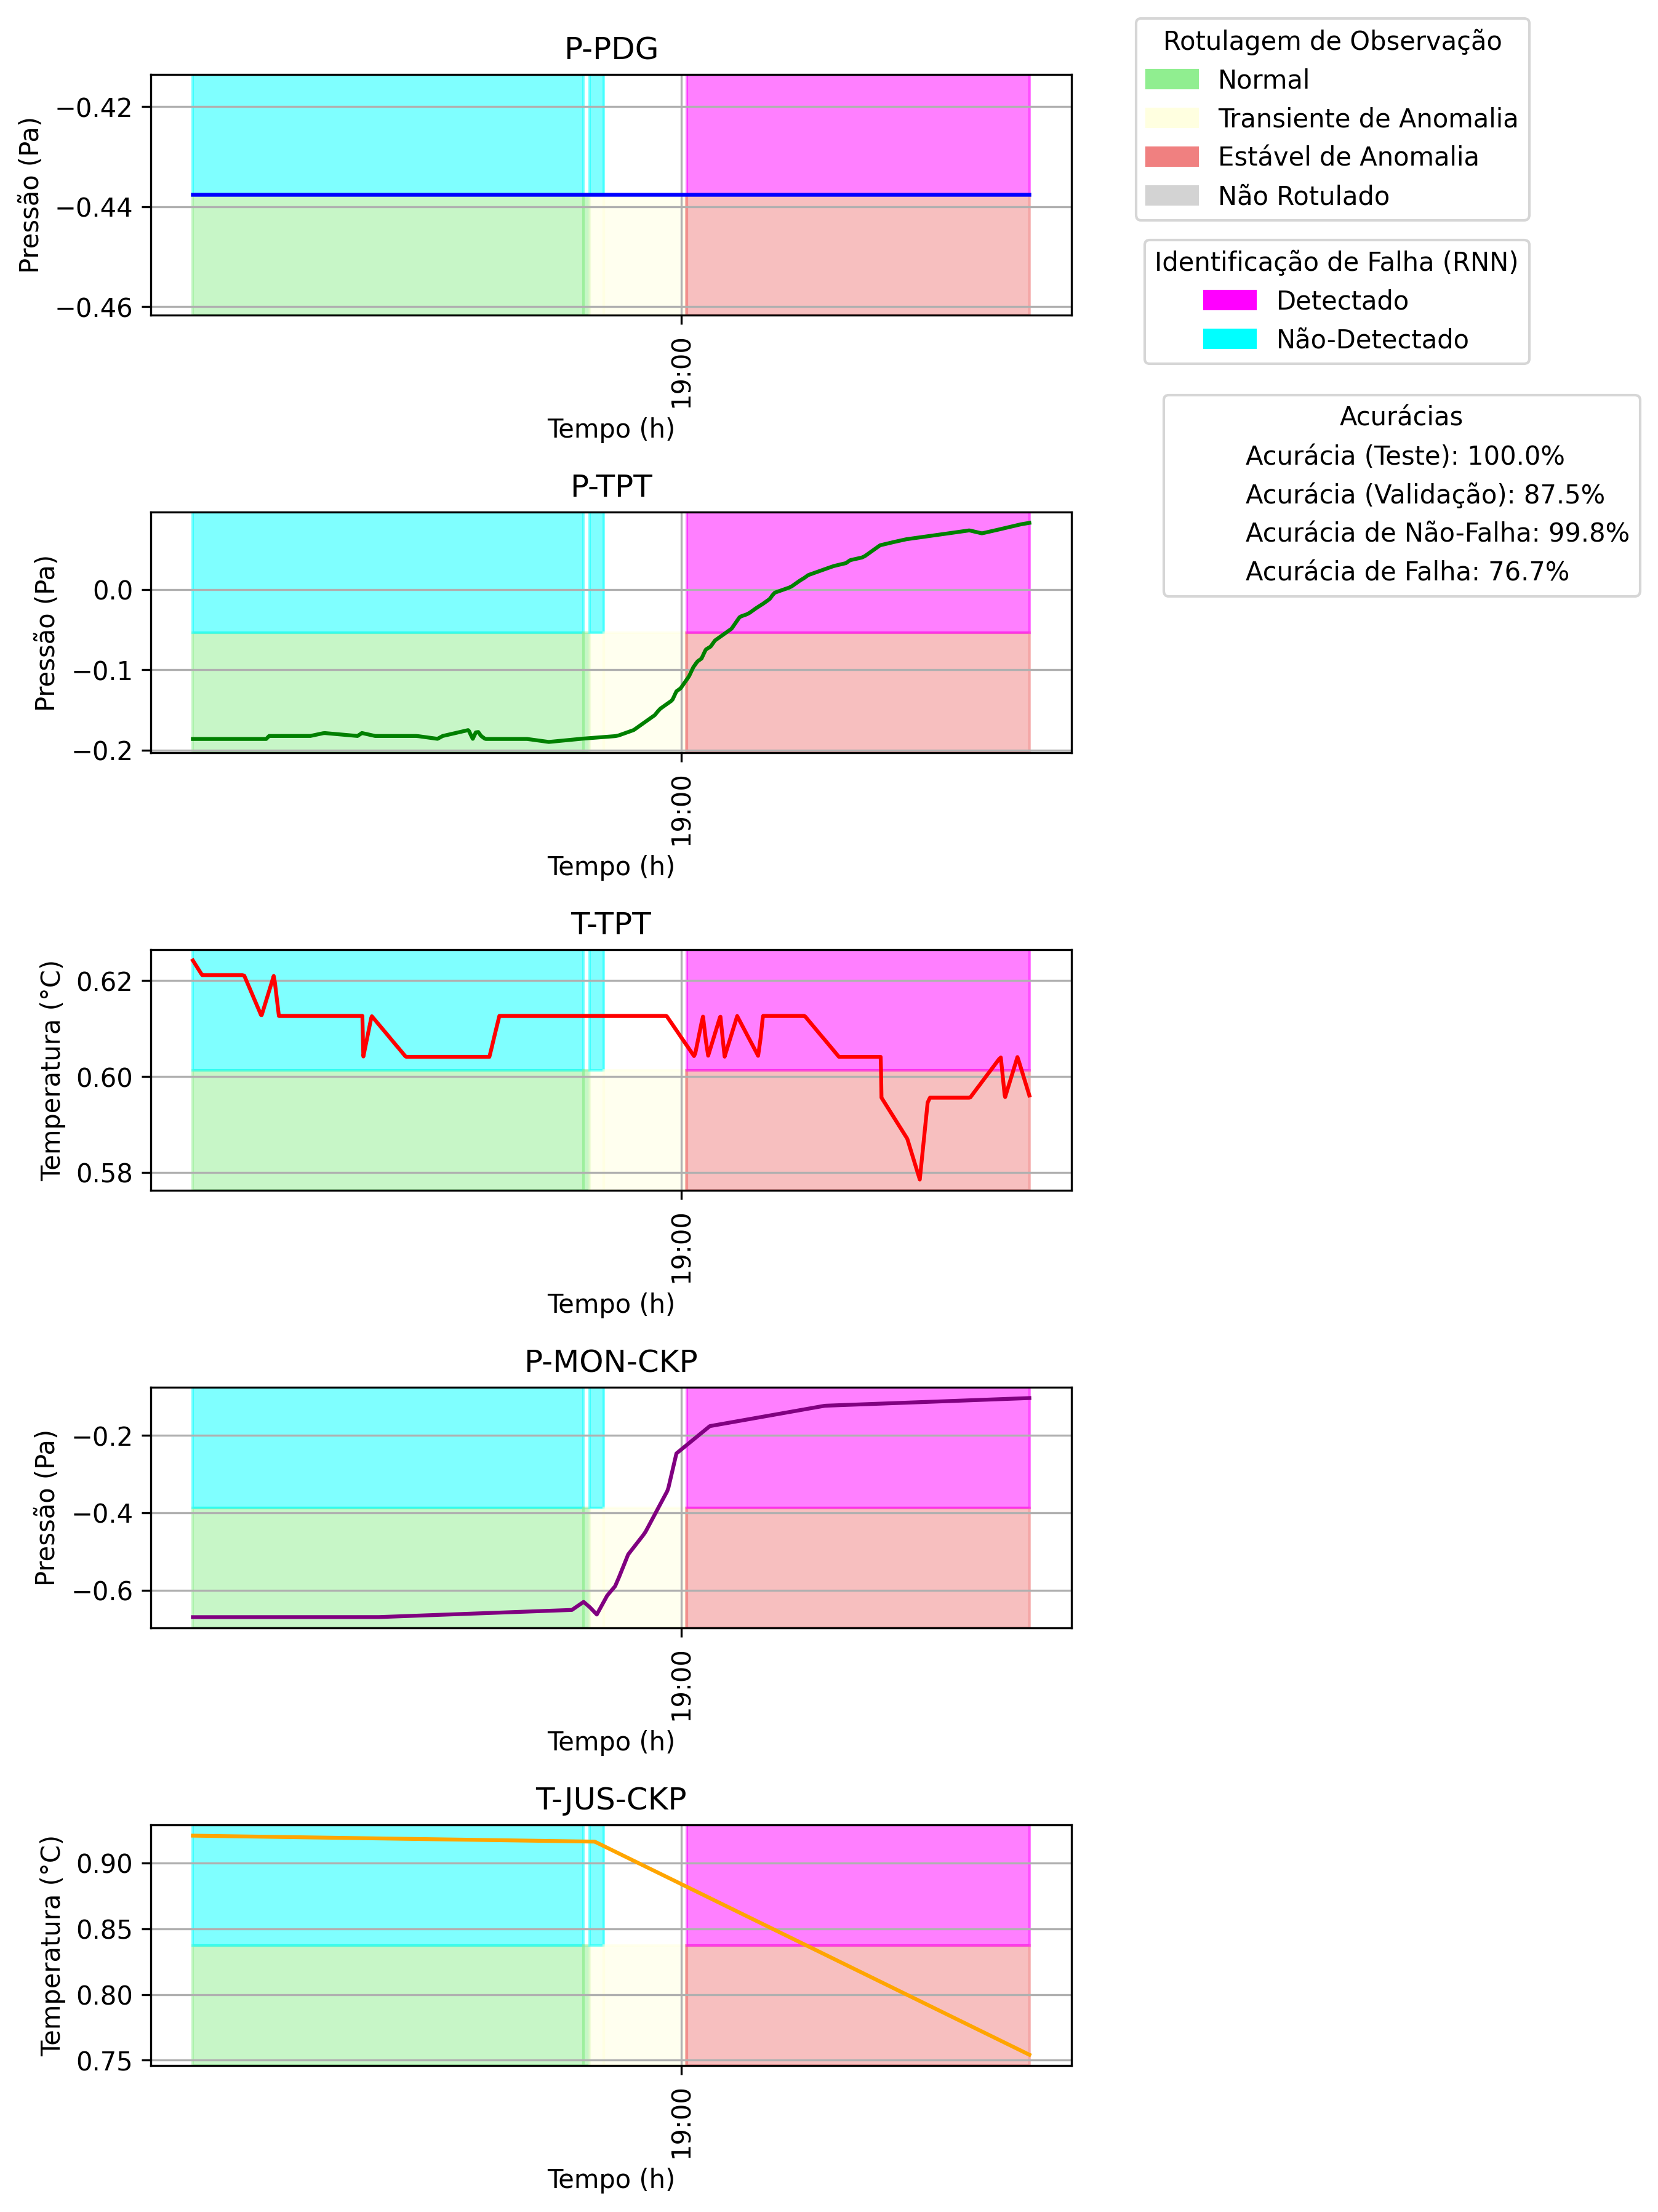 P-PDG
Pressão (Pa)
−0.42
−0.44
−0.46
19:00
Tempo (h)
Rotulagem de Observação
Normal
Transiente de Anomalia
Estável de Anomalia
Não Rotulado
Identificação de Falha (RNN)
Detectado
Não-Detectado
Acurácias
Acurácia (Teste): 100.0%
Acurácia (Validação): 87.5%
Acurácia de Não-Falha: 99.8%
Acurácia de Falha: 76.7%
P-TPT
Pressão (Pa)
0.0
−0.1
−0.2
19:00
Tempo (h)
T-TPT
Temperatura (°C)
0.62
0.60
0.58
19:00
Tempo (h)
P-MON-CKP
Pressão (Pa)
−0.2
−0.4
−0.6
19:00
Tempo (h)
T-JUS-CKP
Temperatura (°C)
0.90
0.85
0.80
0.75
19:00
Tempo (h)